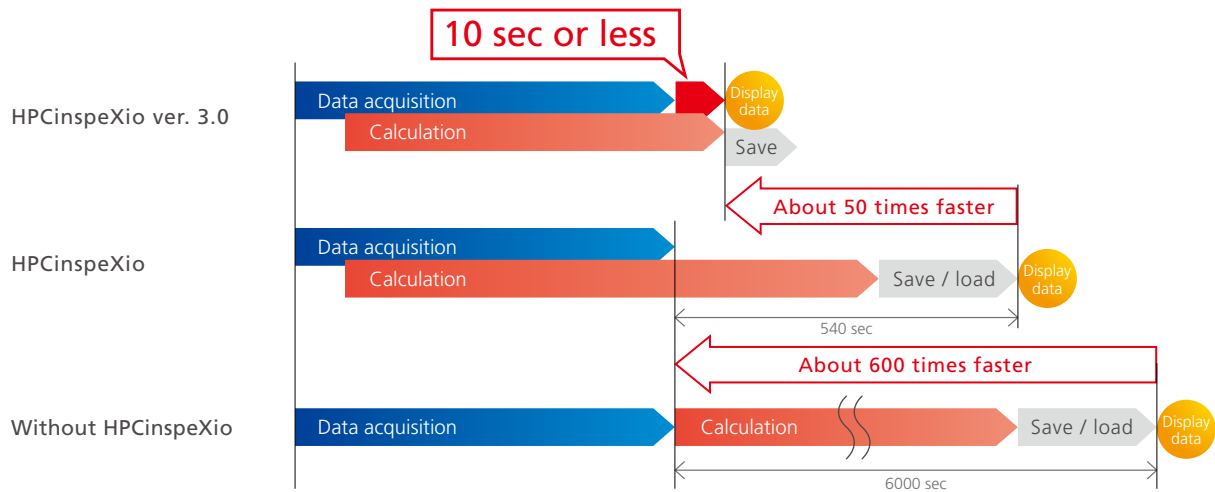 10 sec or less
HPCinspeXio ver. 3.0
Data acquisition
Display
data
Calculation
Save
About 50 times faster
HPCinspeXio
Data acquisition
Calculation
Save / load
Display
data
540 sec
About 600 times faster
Without HPCinspeXio
Data acquisition
Calculation
Save / load
Display
data
6000 sec